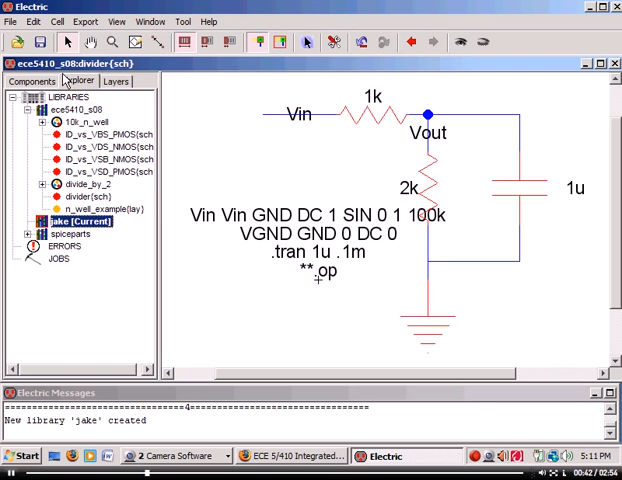 Electric
File Edit Cell Export View Window Tool Help
ece5410_s08:divider{sch}
Components Explorer Layers
LIBRARIES
ece5410_s08
10k_n_well
ID_vs_VBS_PMOS{sch
ID_vs_VDS_NMOS{sch
ID_vs_VSB_NMOS{sch
ID_vs_VSD_PMOS{sch
divide_by_2
divider{sch}
n_well_example{lay}
jake [Current]
spiceparts
ERRORS
JOBS
1k
Vin
Vout
2k
1u
Vin Vin GND DC 1 SIN 0 1 100k
VGND GND 0 DC 0
.tran 1u .1m
**.op
Electric Messages
=================================4=================================
New library 'jake' created
Start
2 Camera Software
ECE 5/410 Integrated...
Electric
5:11 PM
00:42 / 02:54